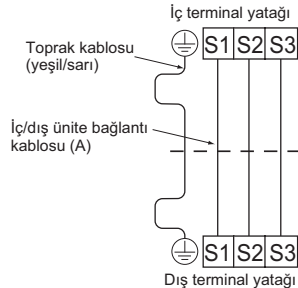 İç terminal yatağı
S1 S2 S3
Toprak kablosu
(yeşil/sarı)
İç/dış ünite bağlantı
kablosu (A)
S1 S2 S3
Dış terminal yatağı